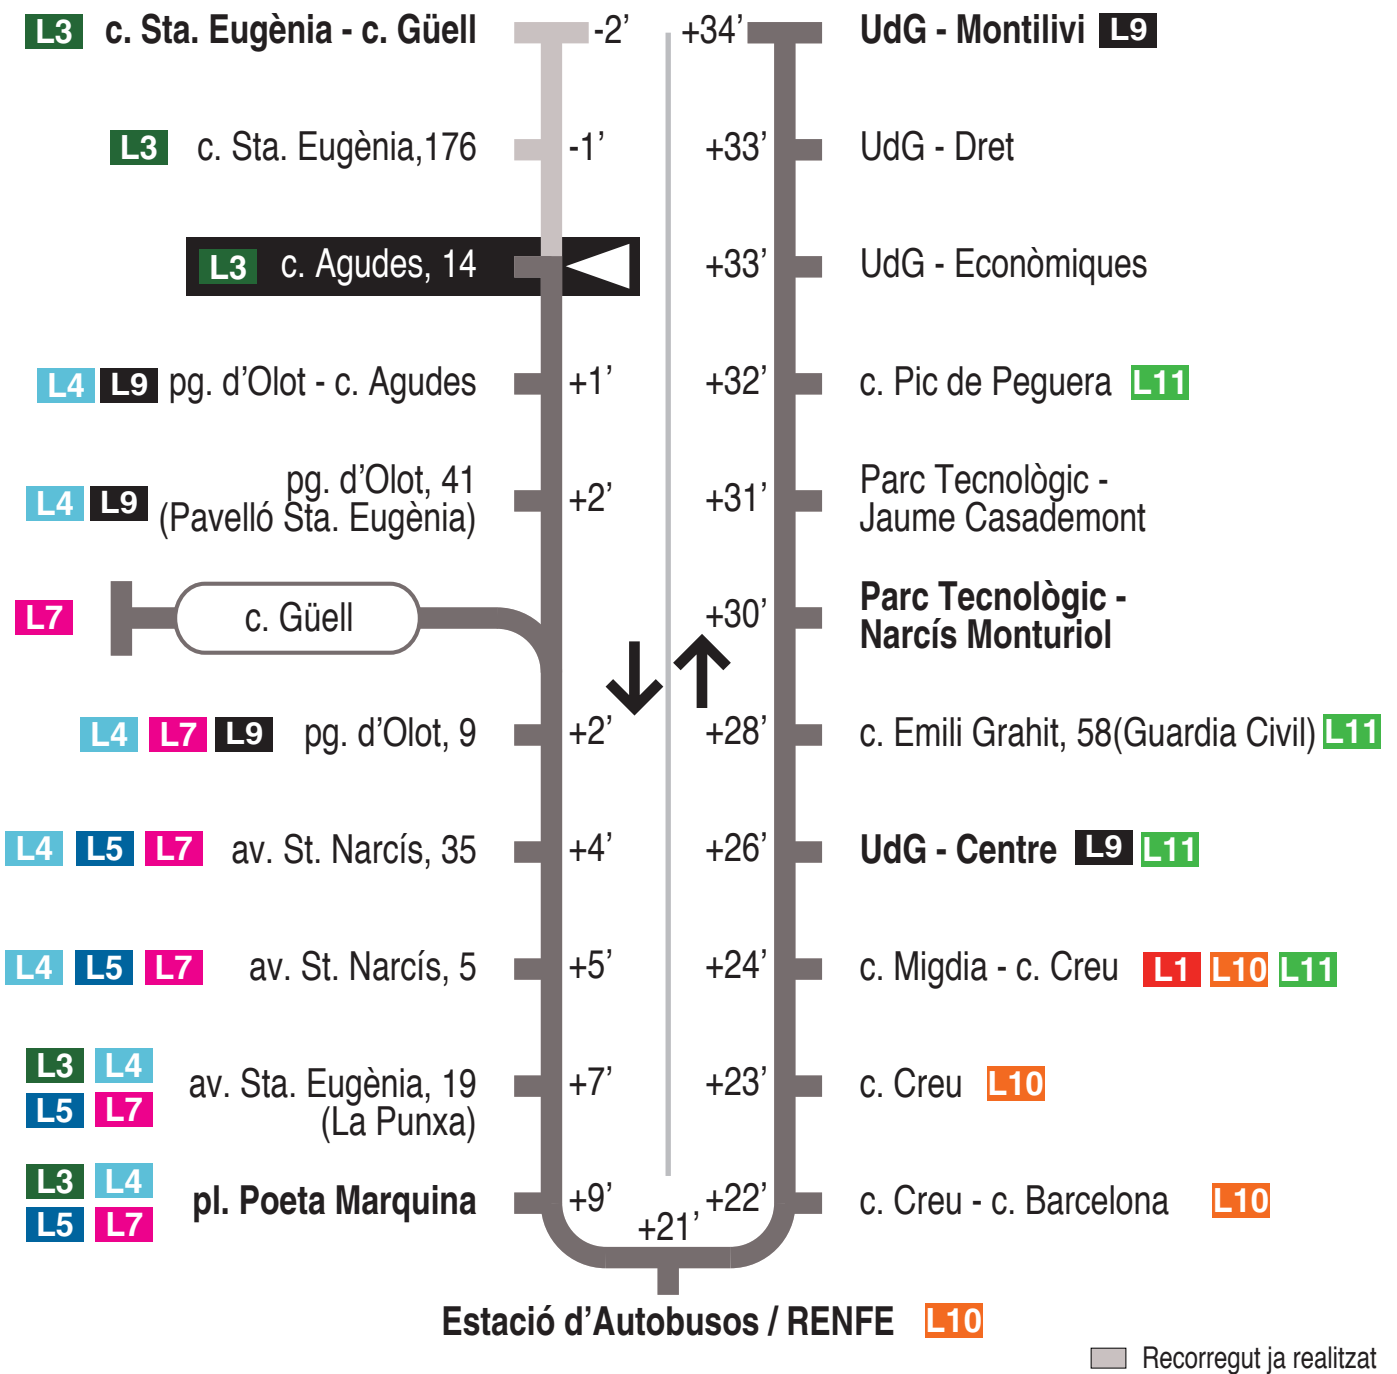 L3 c. Sta. Eugènia - c. Güell -2’
L3 c. Sta. Eugènia,176 -1’
L3 c. Agudes, 14
L4 L9 pg. d’Olot - c. Agudes +1’
pg. d’Olot, 41
L4 L9 (Pavelló Sta. Eugènia) +2’
L7 c. Güell
L4 L7 L9 pg. d’Olot, 9 +2’
L4 L5 L7 av. St. Narcís, 35 +4’
L4 L5 L7 av. St. Narcís, 5 +5’
L3 L4
L5 L7
av. Sta. Eugènia, 19 +7’
(La Punxa)
L3 L4
L5 L7
pl. Poeta Marquina +9’
+21’
Estació d’Autobusos / RENFE L10
+34’ UdG - Montilivi L9
+33’ UdG - Dret
+33’ UdG - Econòmiques
+32’ c. Pic de Peguera L11
+31’ Parc Tecnològic -
Jaume Casademont
+30’ Parc Tecnològic -
Narcís Monturiol
+28’ c. Emili Grahit, 58(Guardia Civil) L11
+26’ UdG - Centre L9 L11
+24’ c. Migdia - c. Creu L1 L10 L11
+23’ c. Creu L10
+22’ c. Creu - c. Barcelona L10
Recorregut ja realitzat